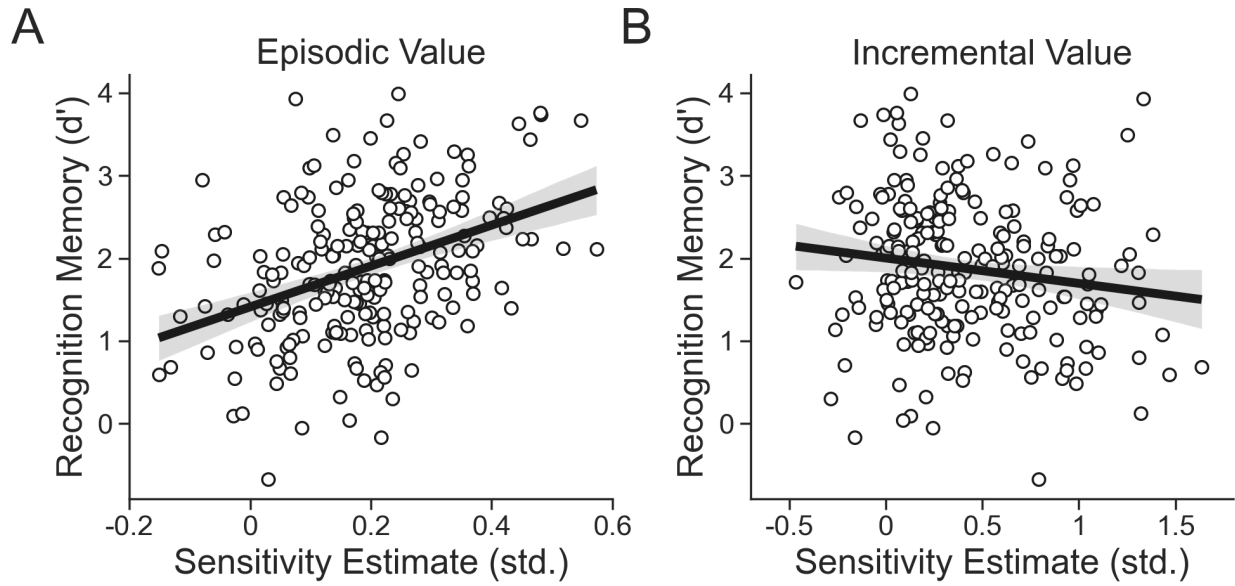 A
Episodic Value
Recognition Memory (d')
4
3
2
1
0
-0.2
0
0.2
0.4
0.6
Sensitivity Estimate (std.)
B
Incremental Value
Recognition Memory (d')
4
3
2
1
0
-0.5
0
0.5
1
1.5
Sensitivity Estimate (std.)